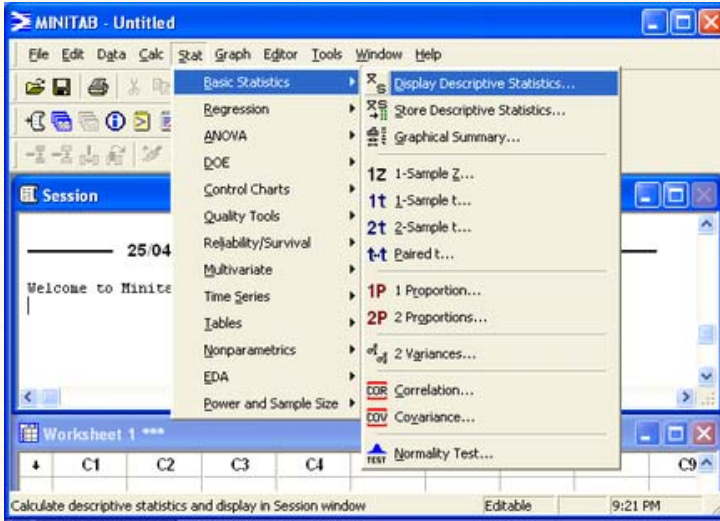 MINITAB - Untitled
File Edit Data Calc Stat Graph Editor Tools Window Help
Basic Statistics
Regression
ANOVA
DOE
Control Charts
Quality Tools
Reliability/Survival
Multivariate
Time Series
Tables
Nonparametrics
EDA
Power and Sample Size
Display Descriptive Statistics...
Store Descriptive Statistics...
Graphical Summary...
1Z 1-Sample Z...
1t 1-Sample t...
2t 2-Sample t...
t-t Paired t...
1P 1 Proportion...
2P 2 Proportions...
2 Variances...
COR Correlation...
COV Covariance...
TEST Normality Test...
Session
25/04
Welcome to
Worksheet 1 ***
C1 C2 C3 C4 C9
Calculate descriptive statistics and display in Session window Editable 9:21 PM